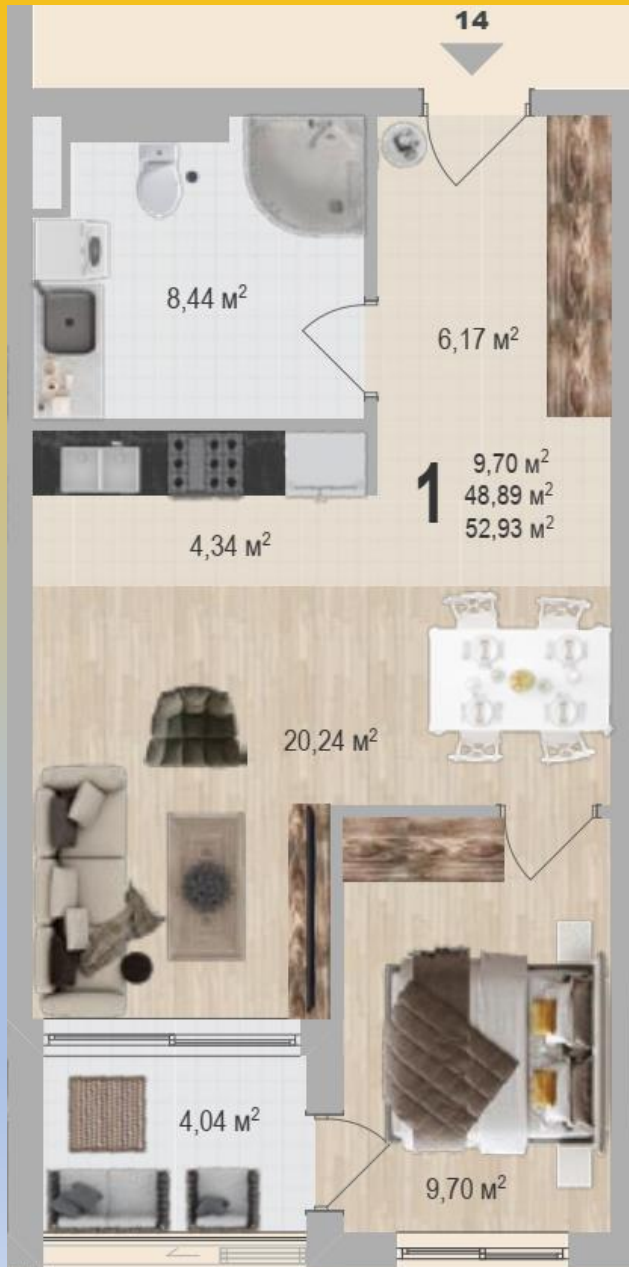 14
8,44 м²
6,17 м²
1
9,70 м²
48,89 м²
52,93 м²
4,34 м²
20,24 м²
4,04 м²
9,70 м²